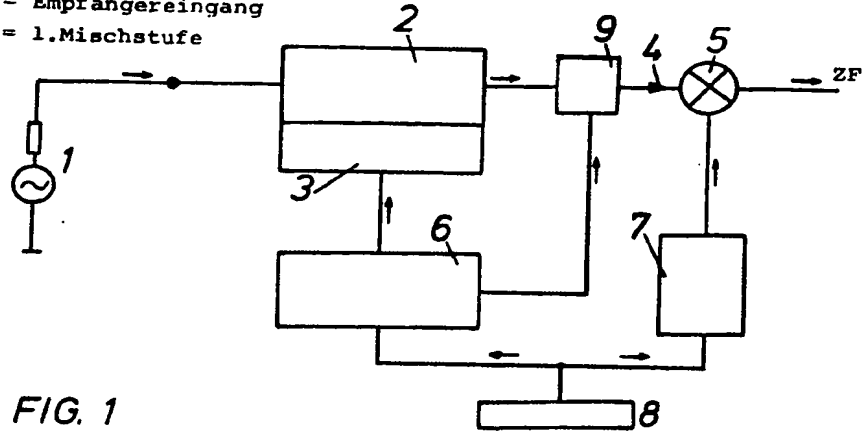 = Empfängereingang
= 1.Mischstufe
2
9
4
5
ZF
1
3
6
7
8
FIG. 1